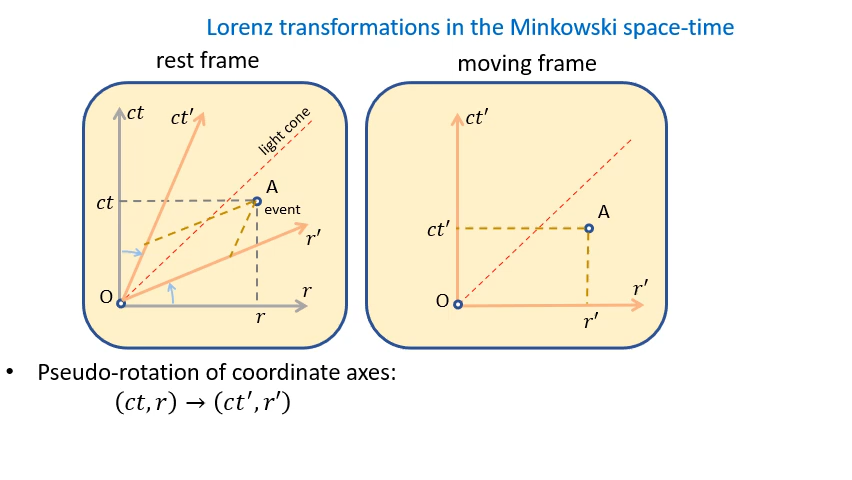 Lorenz transformations in the Minkowski space-time
rest frame
moving frame
ct
ct′
light cone
ct
A
event
r′
O
r
r
ct′
A
ct′
r′
O
r′
• Pseudo-rotation of coordinate axes:
(ct, r) → (ct′, r′)